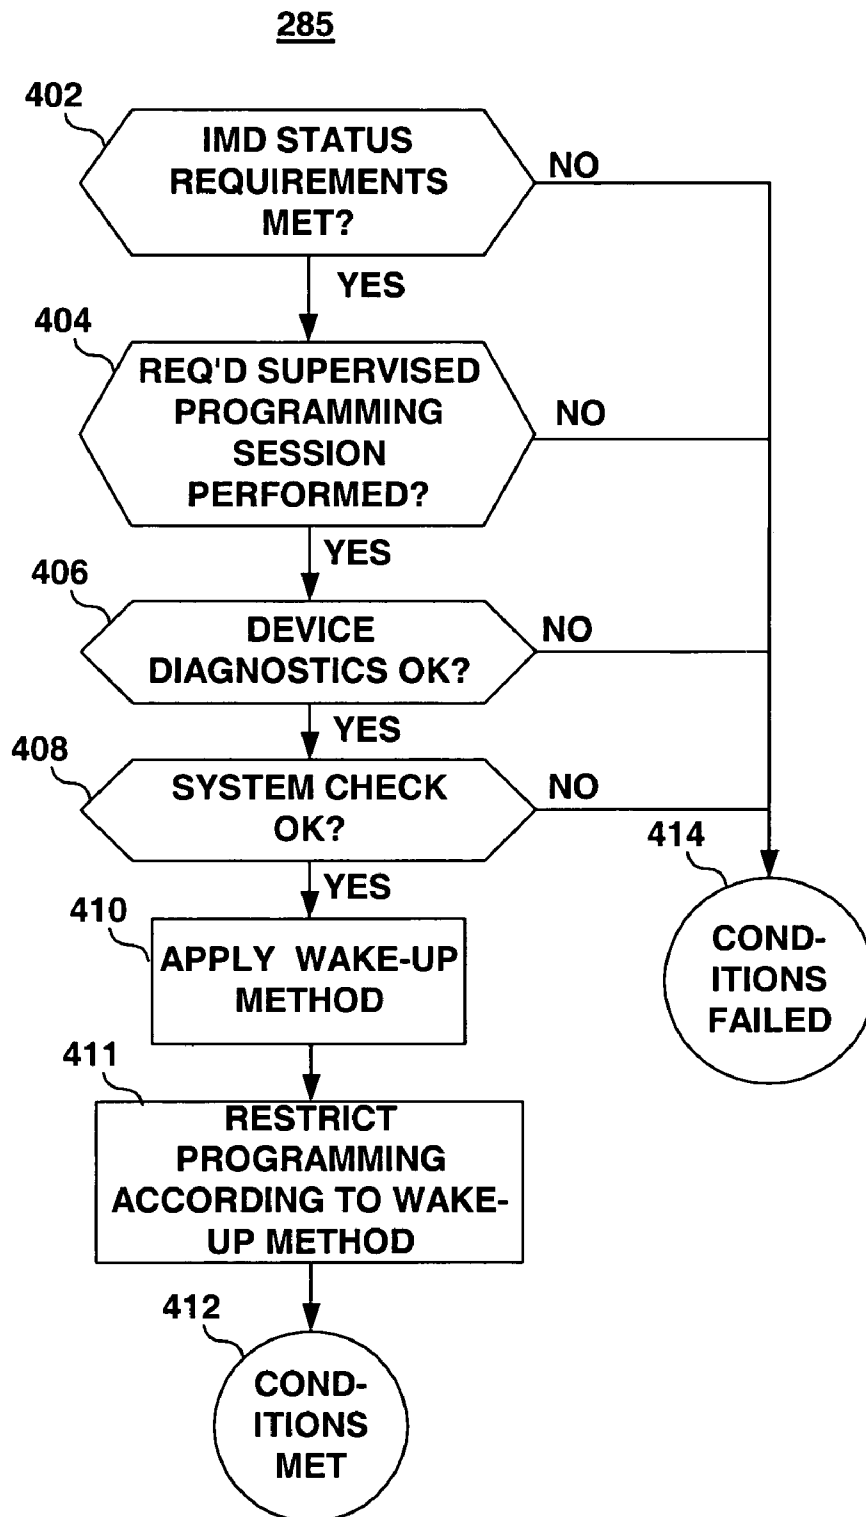 285
402
IMD STATUS
REQUIREMENTS
MET?
NO
YES
404
REQ'D SUPERVISED
PROGRAMMING
SESSION
PERFORMED?
NO
YES
406
DEVICE
DIAGNOSTICS OK?
NO
YES
408
SYSTEM CHECK
OK?
NO
YES
414
COND-
ITIONS
FAILED
410
APPLY WAKE-UP
METHOD
411
RESTRICT
PROGRAMMING
ACCORDING TO WAKE-
UP METHOD
412
COND-
ITIONS
MET